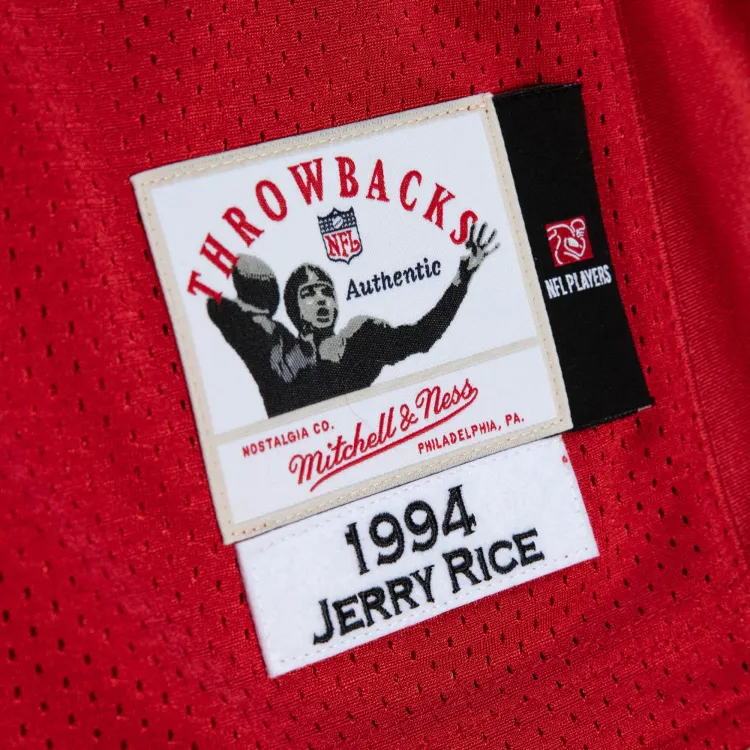 THROWBACKS
NFL
Authentic
NFL PLAYERS
NOSTALGIA CO.
Mitchell & Ness
PHILADELPHIA, PA.
1994
JERRY RICE